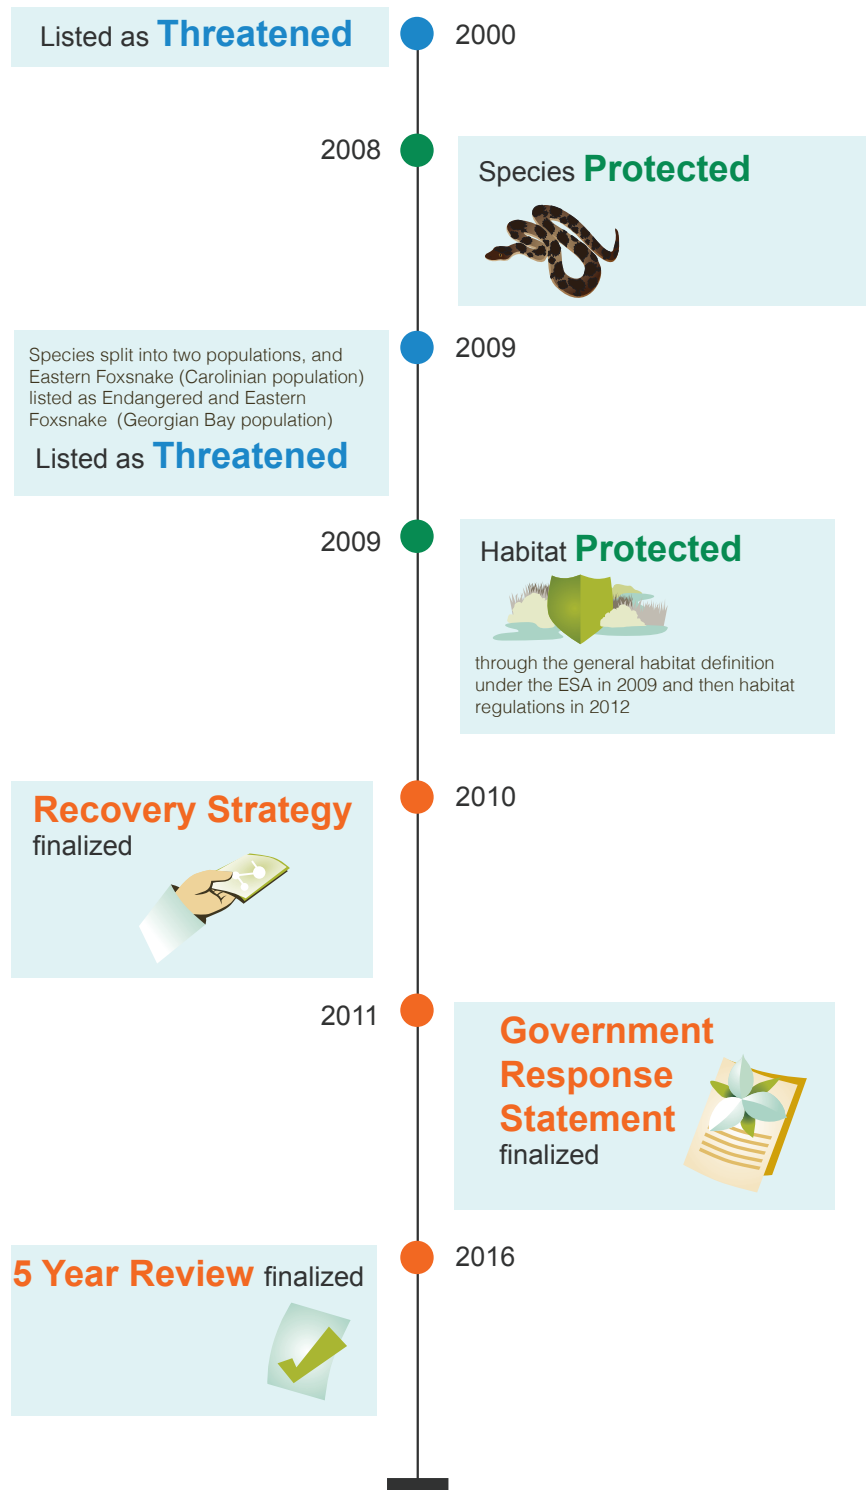 Listed as Threatened
2000
2008
Species Protected
2009
Species split into two populations, and
Eastern Foxsnake (Carolinian population)
listed as Endangered and Eastern
Foxsnake (Georgian Bay population)
Listed as Threatened
2009
Habitat Protected
through the general habitat definition
under the ESA in 2009 and then habitat
regulations in 2012
2010
Recovery Strategy
finalized
2011
Government
Response
Statement
finalized
2016
5 Year Review finalized